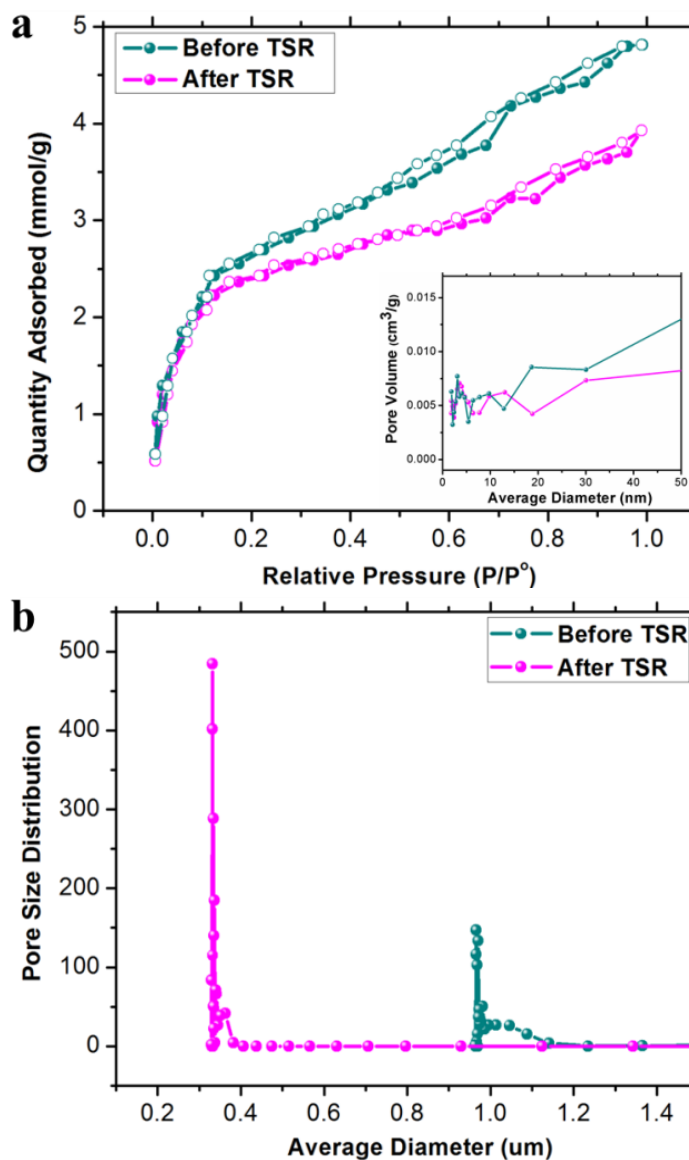 a
Before TSR
After TSR
Quantity Adsorbed (mmol/g)
5
4
3
2
1
0
0.0 0.2 0.4 0.6 0.8 1.0
Relative Pressure (P/P°)
Pore Volume (cm³/g)
0.015
0.010
0.005
0.000
0 10 20 30 40 50
Average Diameter (nm)
b
Before TSR
After TSR
Pore Size Distribution
500
400
300
200
100
0
0.2 0.4 0.6 0.8 1.0 1.2 1.4
Average Diameter (um)